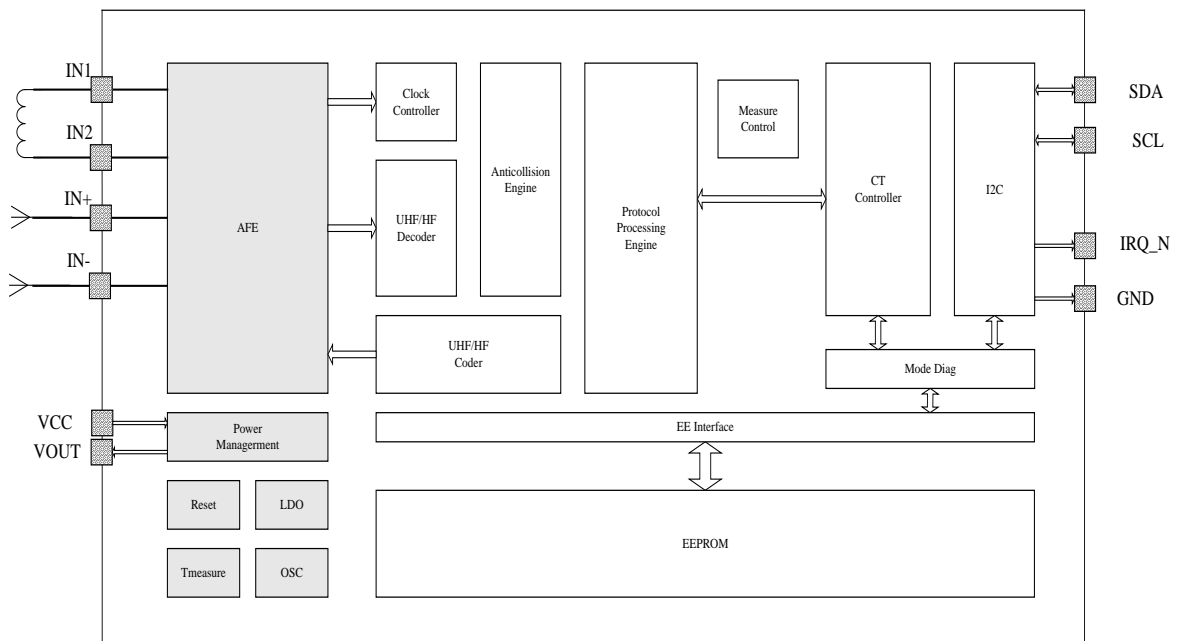 IN1
IN2
IN+
IN-
VCC
VOUT
AFE
Clock
Controller
UHF/HF
Decoder
Anticollision
Engine
UHF/HF
Coder
Protocol
Processing
Engine
Measure
Control
CT
Controller
I2C
SDA
SCL
IRQ_N
GND
Mode Diag
Power
Managerment
EE Interface
Reset
LDO
Tmeasure
OSC
EEPROM